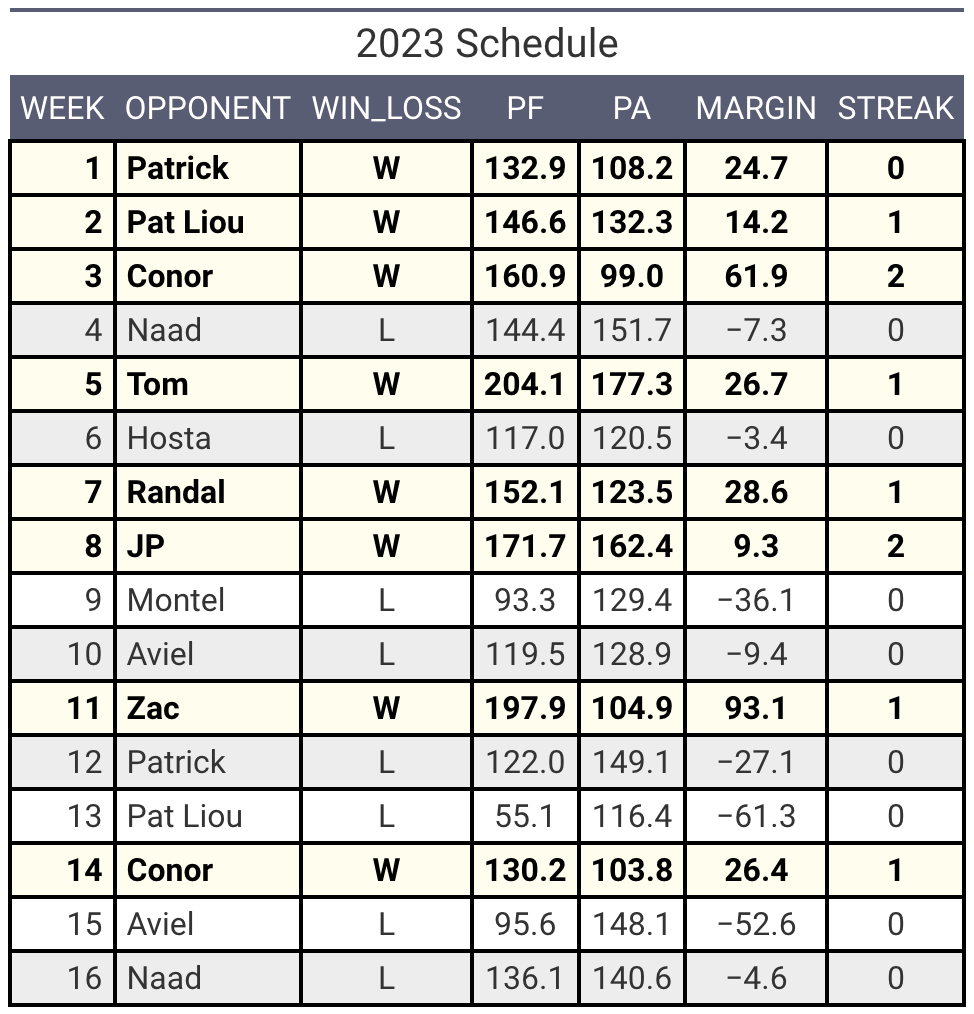 2023 Schedule
WEEK OPPONENT WIN_LOSS PF PA MARGIN STREAK
1 Patrick W 132.9 108.2 24.7 0
2 Pat Liou W 146.6 132.3 14.2 1
3 Conor W 160.9 99.0 61.9 2
4 Naad L 144.4 151.7 −7.3 0
5 Tom W 204.1 177.3 26.7 1
6 Hosta L 117.0 120.5 −3.4 0
7 Randal W 152.1 123.5 28.6 1
8 JP W 171.7 162.4 9.3 2
9 Montel L 93.3 129.4 −36.1 0
10 Aviel L 119.5 128.9 −9.4 0
11 Zac W 197.9 104.9 93.1 1
12 Patrick L 122.0 149.1 −27.1 0
13 Pat Liou L 55.1 116.4 −61.3 0
14 Conor W 130.2 103.8 26.4 1
15 Aviel L 95.6 148.1 −52.6 0
16 Naad L 136.1 140.6 −4.6 0